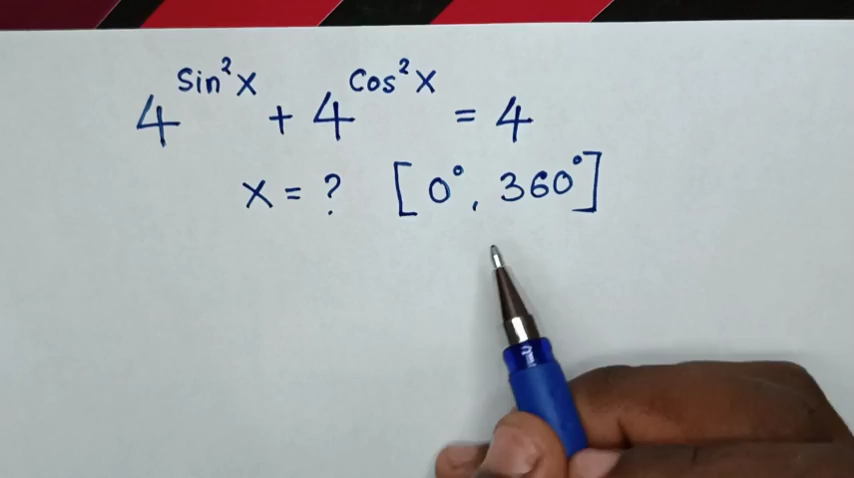 4^Sin²x + 4^Cos²x = 4
x = ? [0°, 360°]